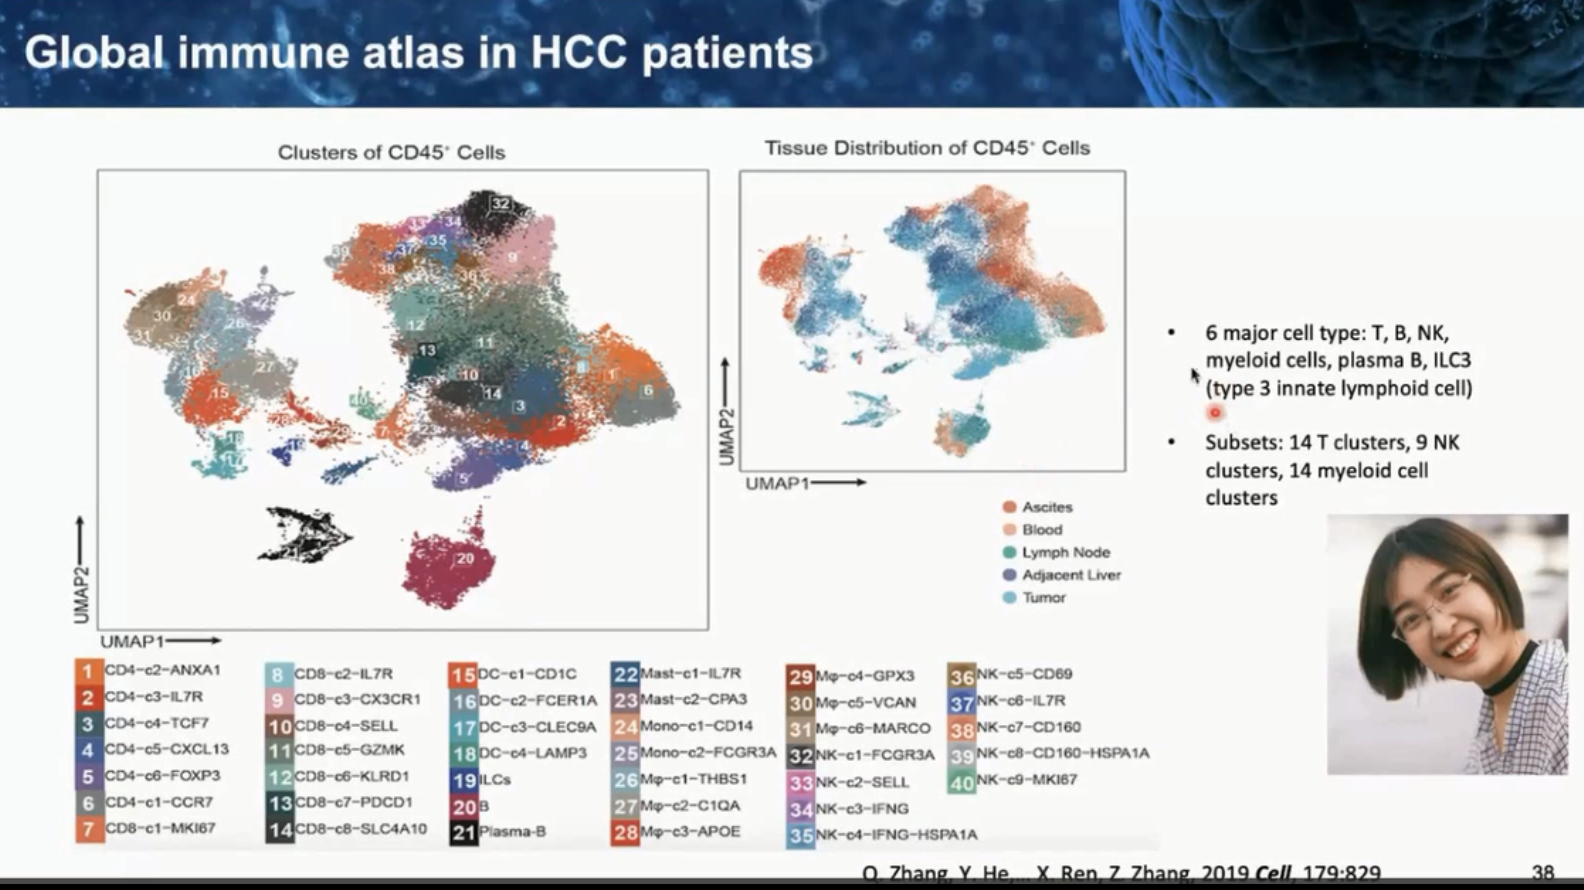 Global immune atlas in HCC patients
Clusters of CD45+ Cells
32
33
34
35
37
39
38
36
9
24
30
31
25
26
12
11
13
27
16
15
10
14
8
1
6
3
2
40
7
28
29
23
18
17
19
22
4
5
21
20
UMAP2
UMAP1
Tissue Distribution of CD45+ Cells
UMAP2
UMAP1
Ascites
Blood
Lymph Node
Adjacent Liver
Tumor
• 6 major cell type: T, B, NK,
myeloid cells, plasma B, ILC3
(type 3 innate lymphoid cell)
• Subsets: 14 T clusters, 9 NK
clusters, 14 myeloid cell
clusters
1 CD4-c2-ANXA1
2 CD4-c3-IL7R
3 CD4-c4-TCF7
4 CD4-c5-CXCL13
5 CD4-c6-FOXP3
6 CD4-c1-CCR7
7 CD8-c1-MKI67
8 CD8-c2-IL7R
9 CD8-c3-CX3CR1
10 CD8-c4-SELL
11 CD8-c5-GZMK
12 CD8-c6-KLRD1
13 CD8-c7-PDCD1
14 CD8-c8-SLC4A10
15 DC-c1-CD1C
16 DC-c2-FCER1A
17 DC-c3-CLEC9A
18 DC-c4-LAMP3
19 ILCs
20 B
21 Plasma-B
22 Mast-c1-IL7R
23 Mast-c2-CPA3
24 Mono-c1-CD14
25 Mono-c2-FCGR3A
26 Mφ-c1-THBS1
27 Mφ-c2-C1QA
28 Mφ-c3-APOE
29 Mφ-c4-GPX3
30 Mφ-c5-VCAN
31 Mφ-c6-MARCO
32 NK-c1-FCGR3A
33 NK-c2-SELL
34 NK-c3-IFNG
35 NK-c4-IFNG-HSPA1A
36 NK-c5-CD69
37 NK-c6-IL7R
38 NK-c7-CD160
39 NK-c8-CD160-HSPA1A
40 NK-c9-MKI67
Q. Zhang, Y. He,... X. Ren, Z. Zhang, 2019 Cell, 179:829
38